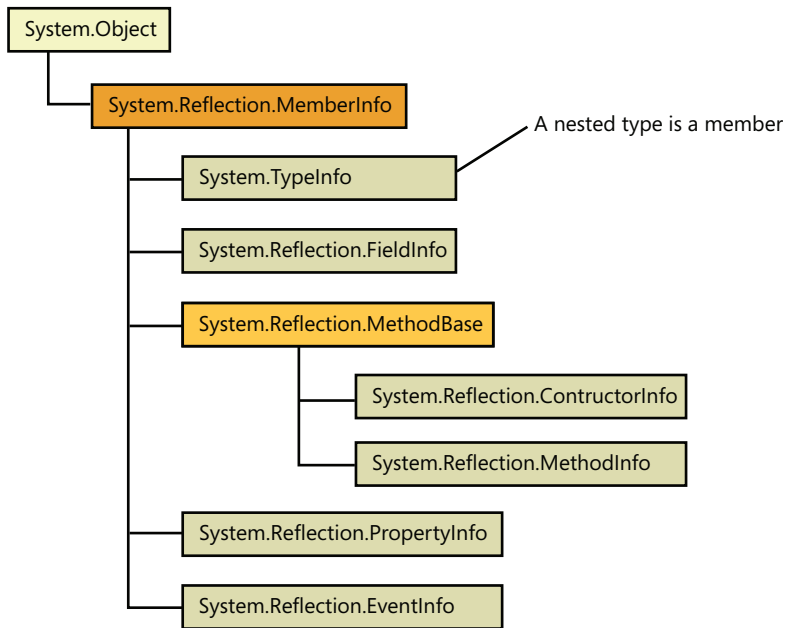 System.Object
System.Reflection.MemberInfo
A nested type is a member
System.TypeInfo
System.Reflection.FieldInfo
System.Reflection.MethodBase
System.Reflection.ContructorInfo
System.Reflection.MethodInfo
System.Reflection.PropertyInfo
System.Reflection.EventInfo